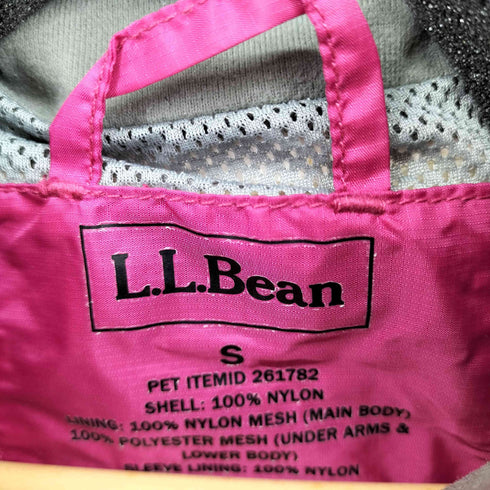 L.L.Bean
S
PET ITEMID 261782
SHELL: 100% NYLON
LINING: 100% NYLON MESH (MAIN BODY)
100% POLYESTER MESH (UNDER ARMS &
LOWER BODY)
SLEEVE LINING: 100% NYLON